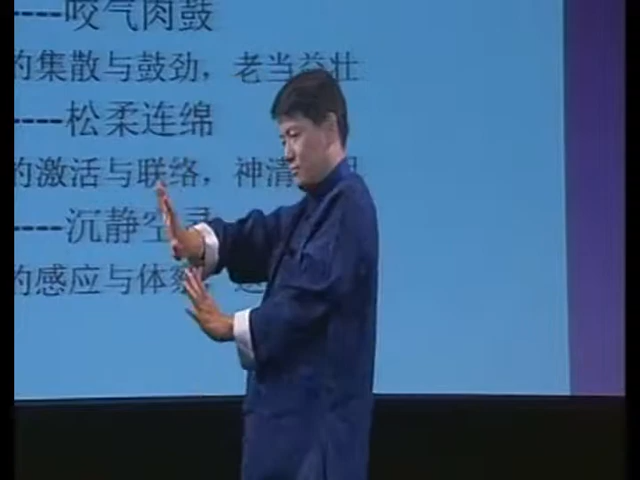 ----咬气肉鼓
的集散与鼓劲，老当益壮
----松柔连绵
的激活与联络，神清
----沉静空灵
的感应与体